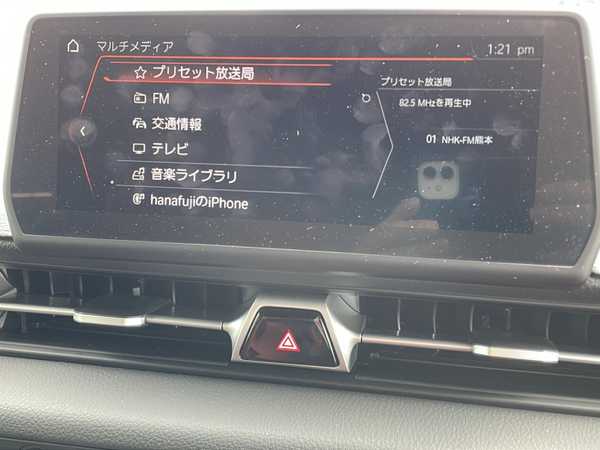 マルチメディア
1:21 pm
プリセット放送局
FM
交通情報
テレビ
音楽ライブラリ
hanafujiのiPhone
プリセット放送局
82.5 MHzを再生中
01 NHK-FM熊本